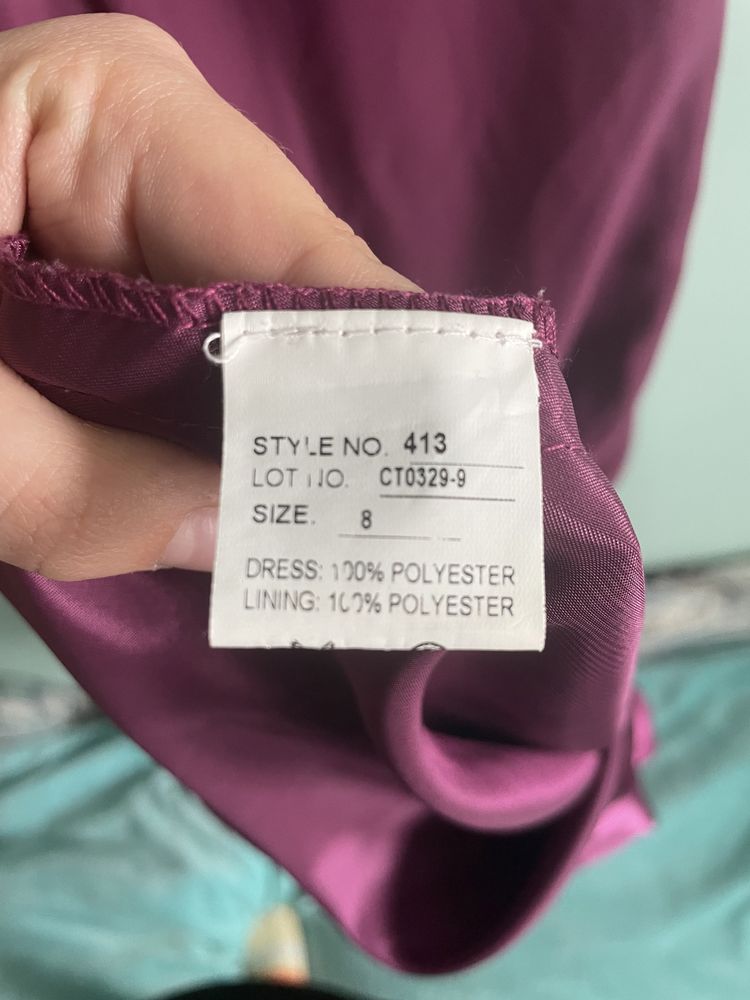 STYLE NO. 413
LOT NO. CT0329-9
SIZE. 8
DRESS: 100% POLYESTER
LINING: 100% POLYESTER